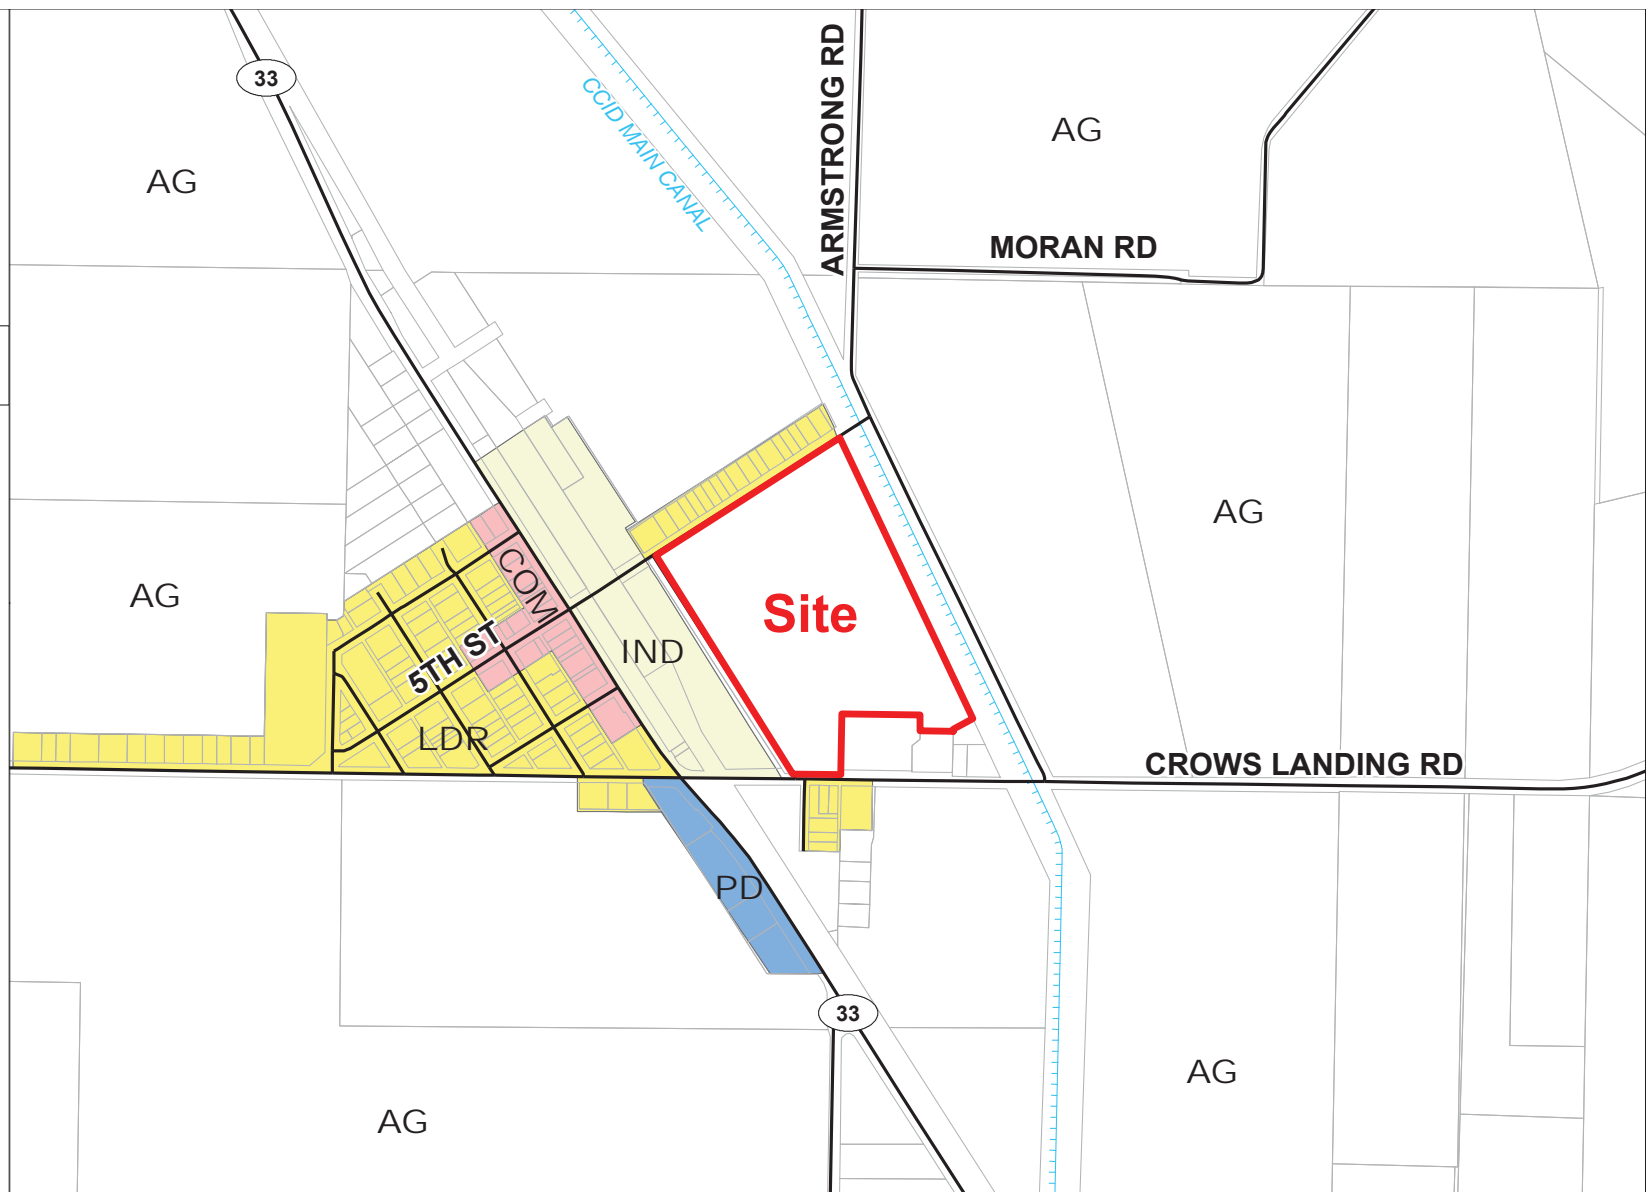 33
CCID MAIN CANAL
ARMSTRONG RD
AG
AG
MORAN RD
AG
COM
AG
Site
5TH ST
IND
LDR
CROWS LANDING RD
PD
33
AG
AG